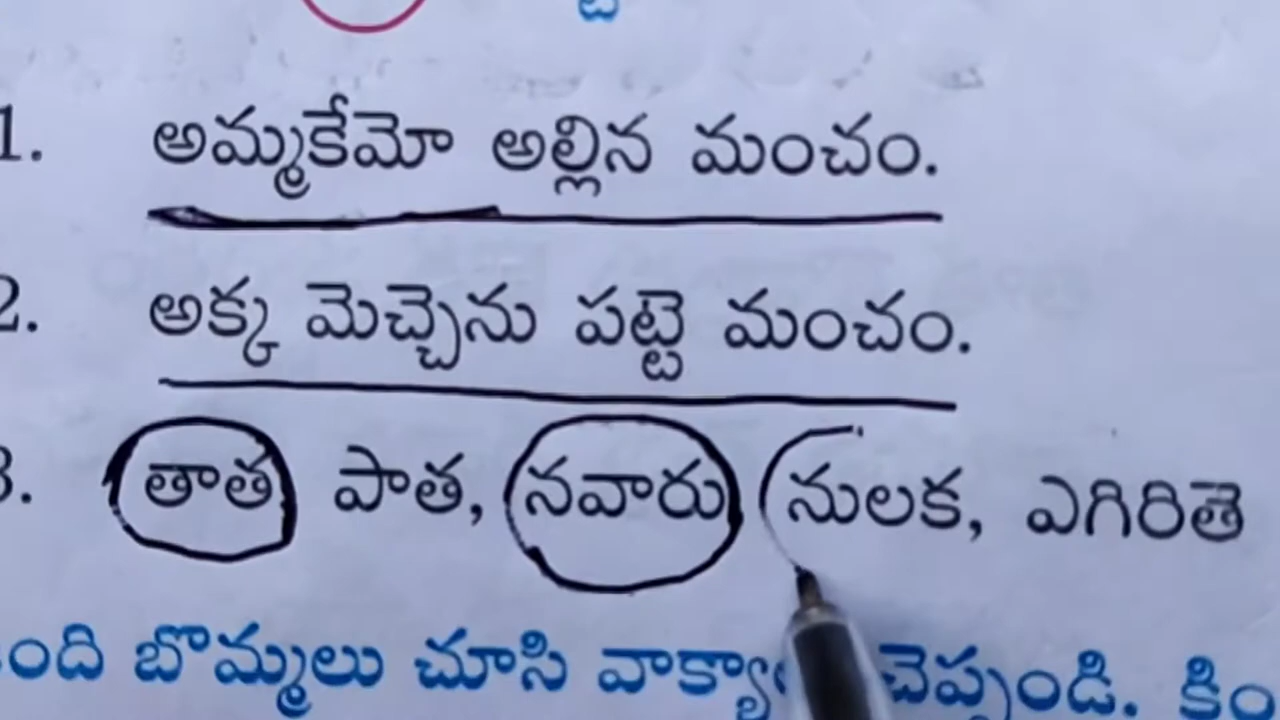 1. అమ్మకేమో అల్లిన మంచం.
2. అక్క మెచ్చెను పట్టె మంచం.
3. తాత పాత, నవారు నులక, ఎగిరితె
బొమ్మలు చూసి చెప్పండి.